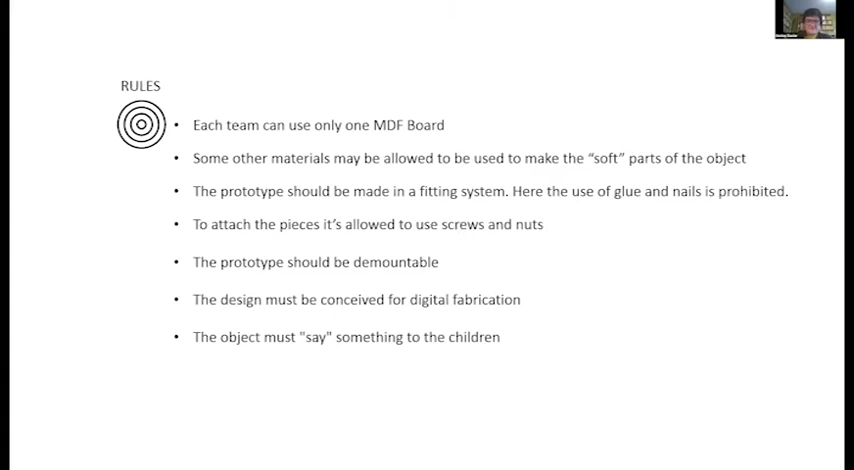 RULES
• Each team can use only one MDF Board
• Some other materials may be allowed to be used to make the “soft” parts of the object
• The prototype should be made in a fitting system. Here the use of glue and nails is prohibited.
• To attach the pieces it’s allowed to use screws and nuts
• The prototype should be demountable
• The design must be conceived for digital fabrication
• The object must "say" something to the children